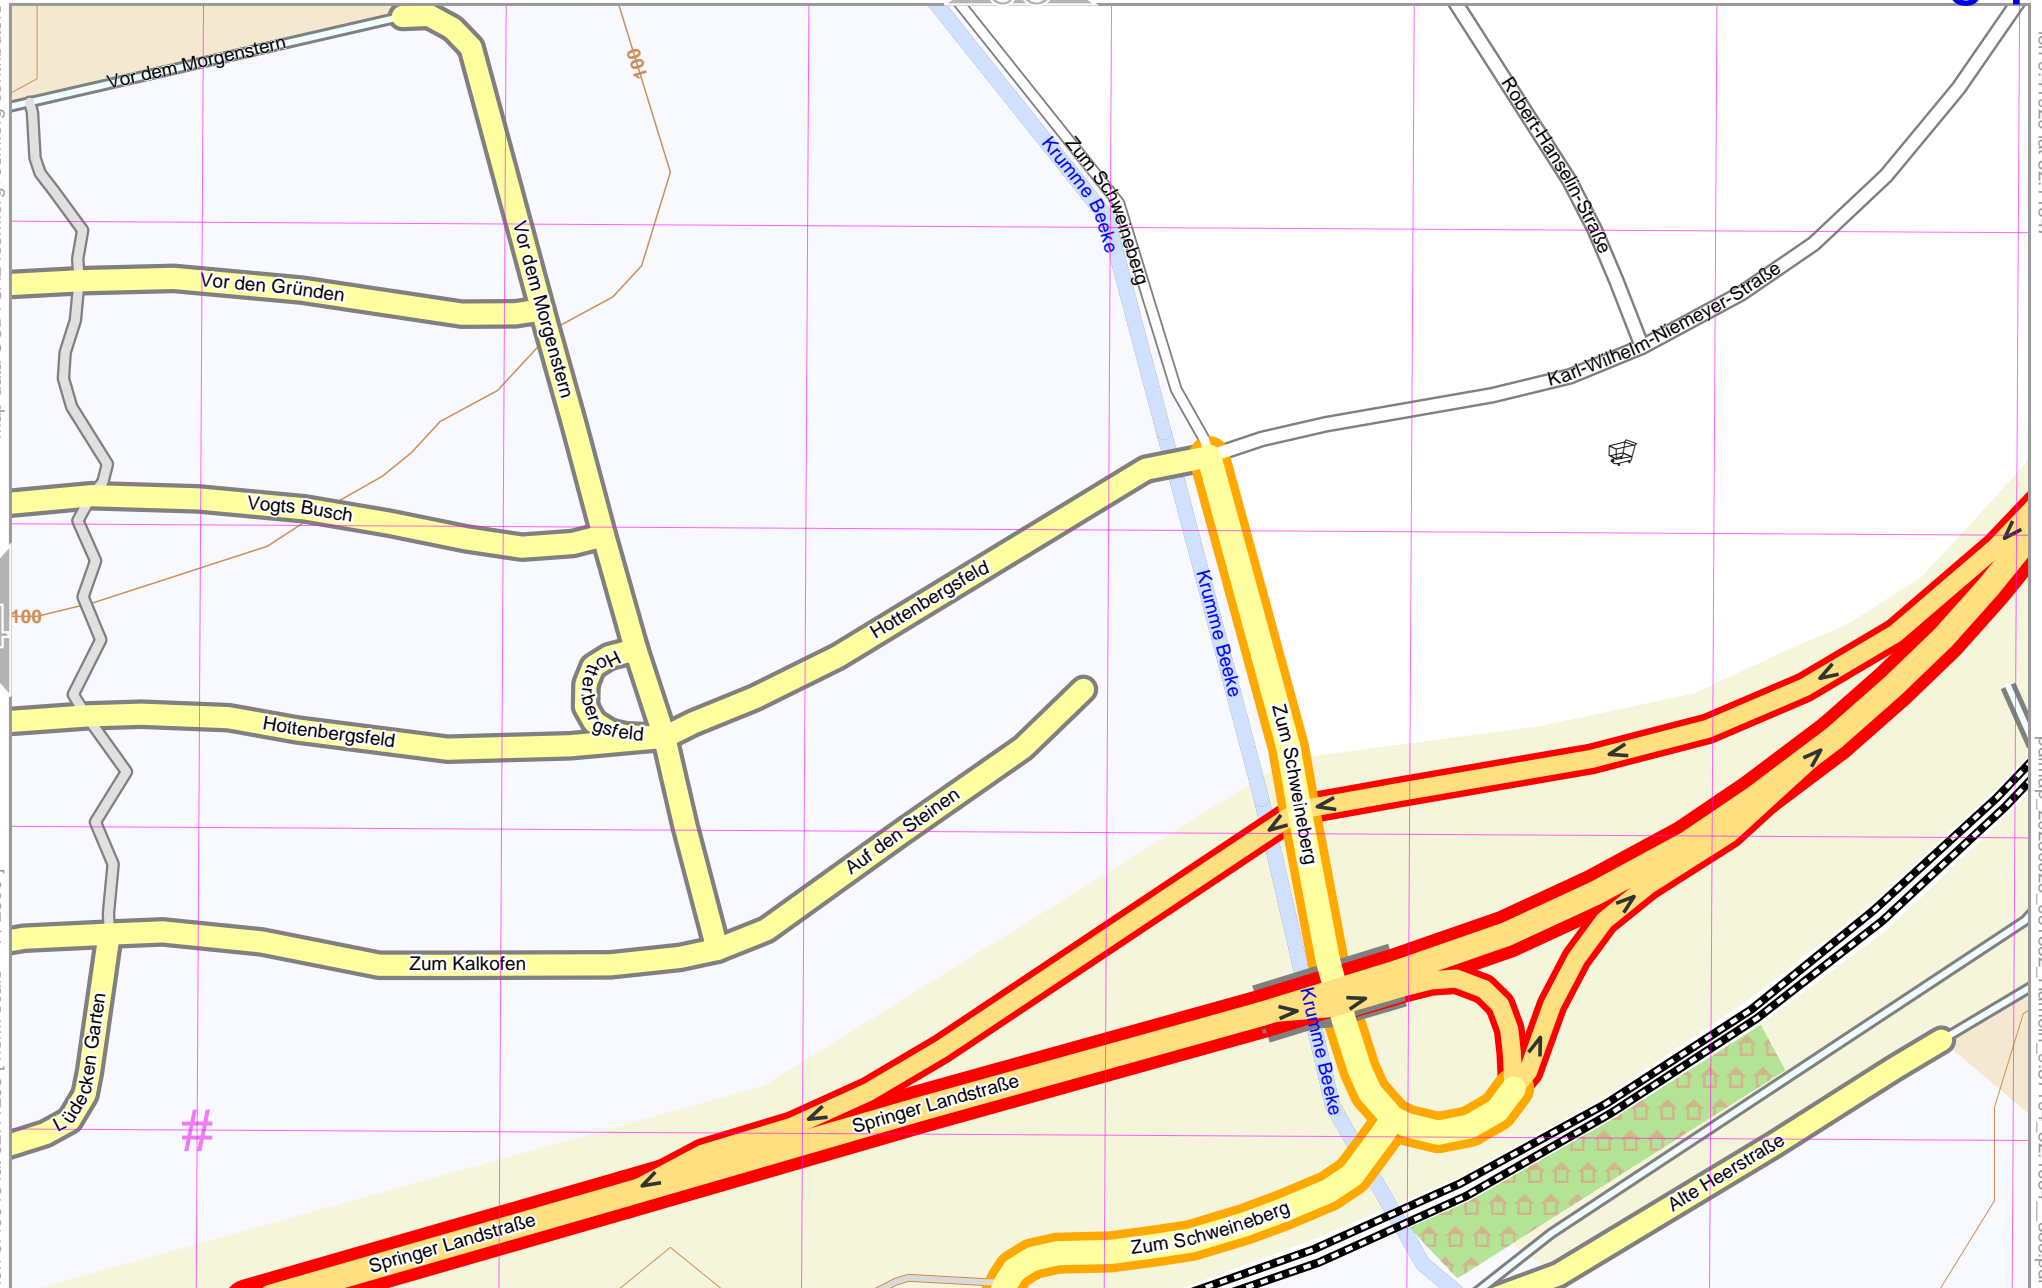 Vor dem Morgenstern
100
Zum Schweineberg
Krumme Beeke
Robert-Hanselin-Straße
Vor den Gründen
Vor dem Morgenstern
Karl-Wilhelm-Niemeyer-Straße
Vogts Busch
Hottenbergsfeld
100
Krumme Beeke
Hotterbergsfeld
Hottenbergsfeld
Zum Schweineberg
Auf den Steinen
Zum Kalkofen
Lüdecken Garten
Krumme Beeke
Springer Landstraße
#
Alte Heerstraße
Springer Landstraße
Zum Schweineberg